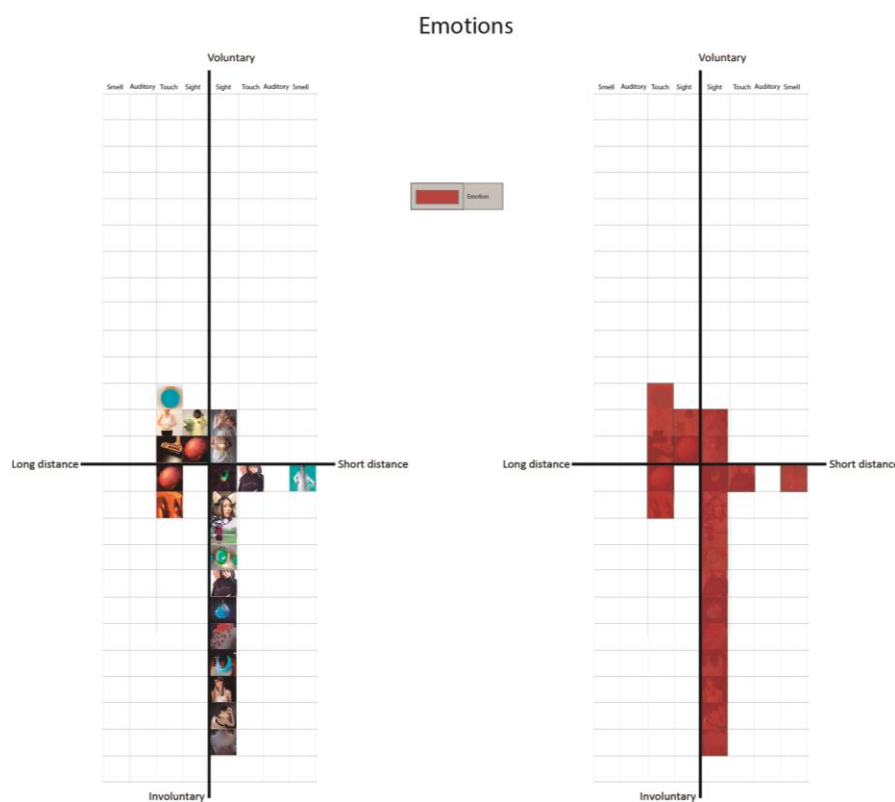 Emotions
Voluntary
Voluntary
Smell Auditory Touch Sight Sight Touch Auditory Smell
Smell Auditory Touch Sight Sight Touch Auditory Smell
Emotion
Long distance
Short distance
Long distance
Short distance
Involuntary
Involuntary